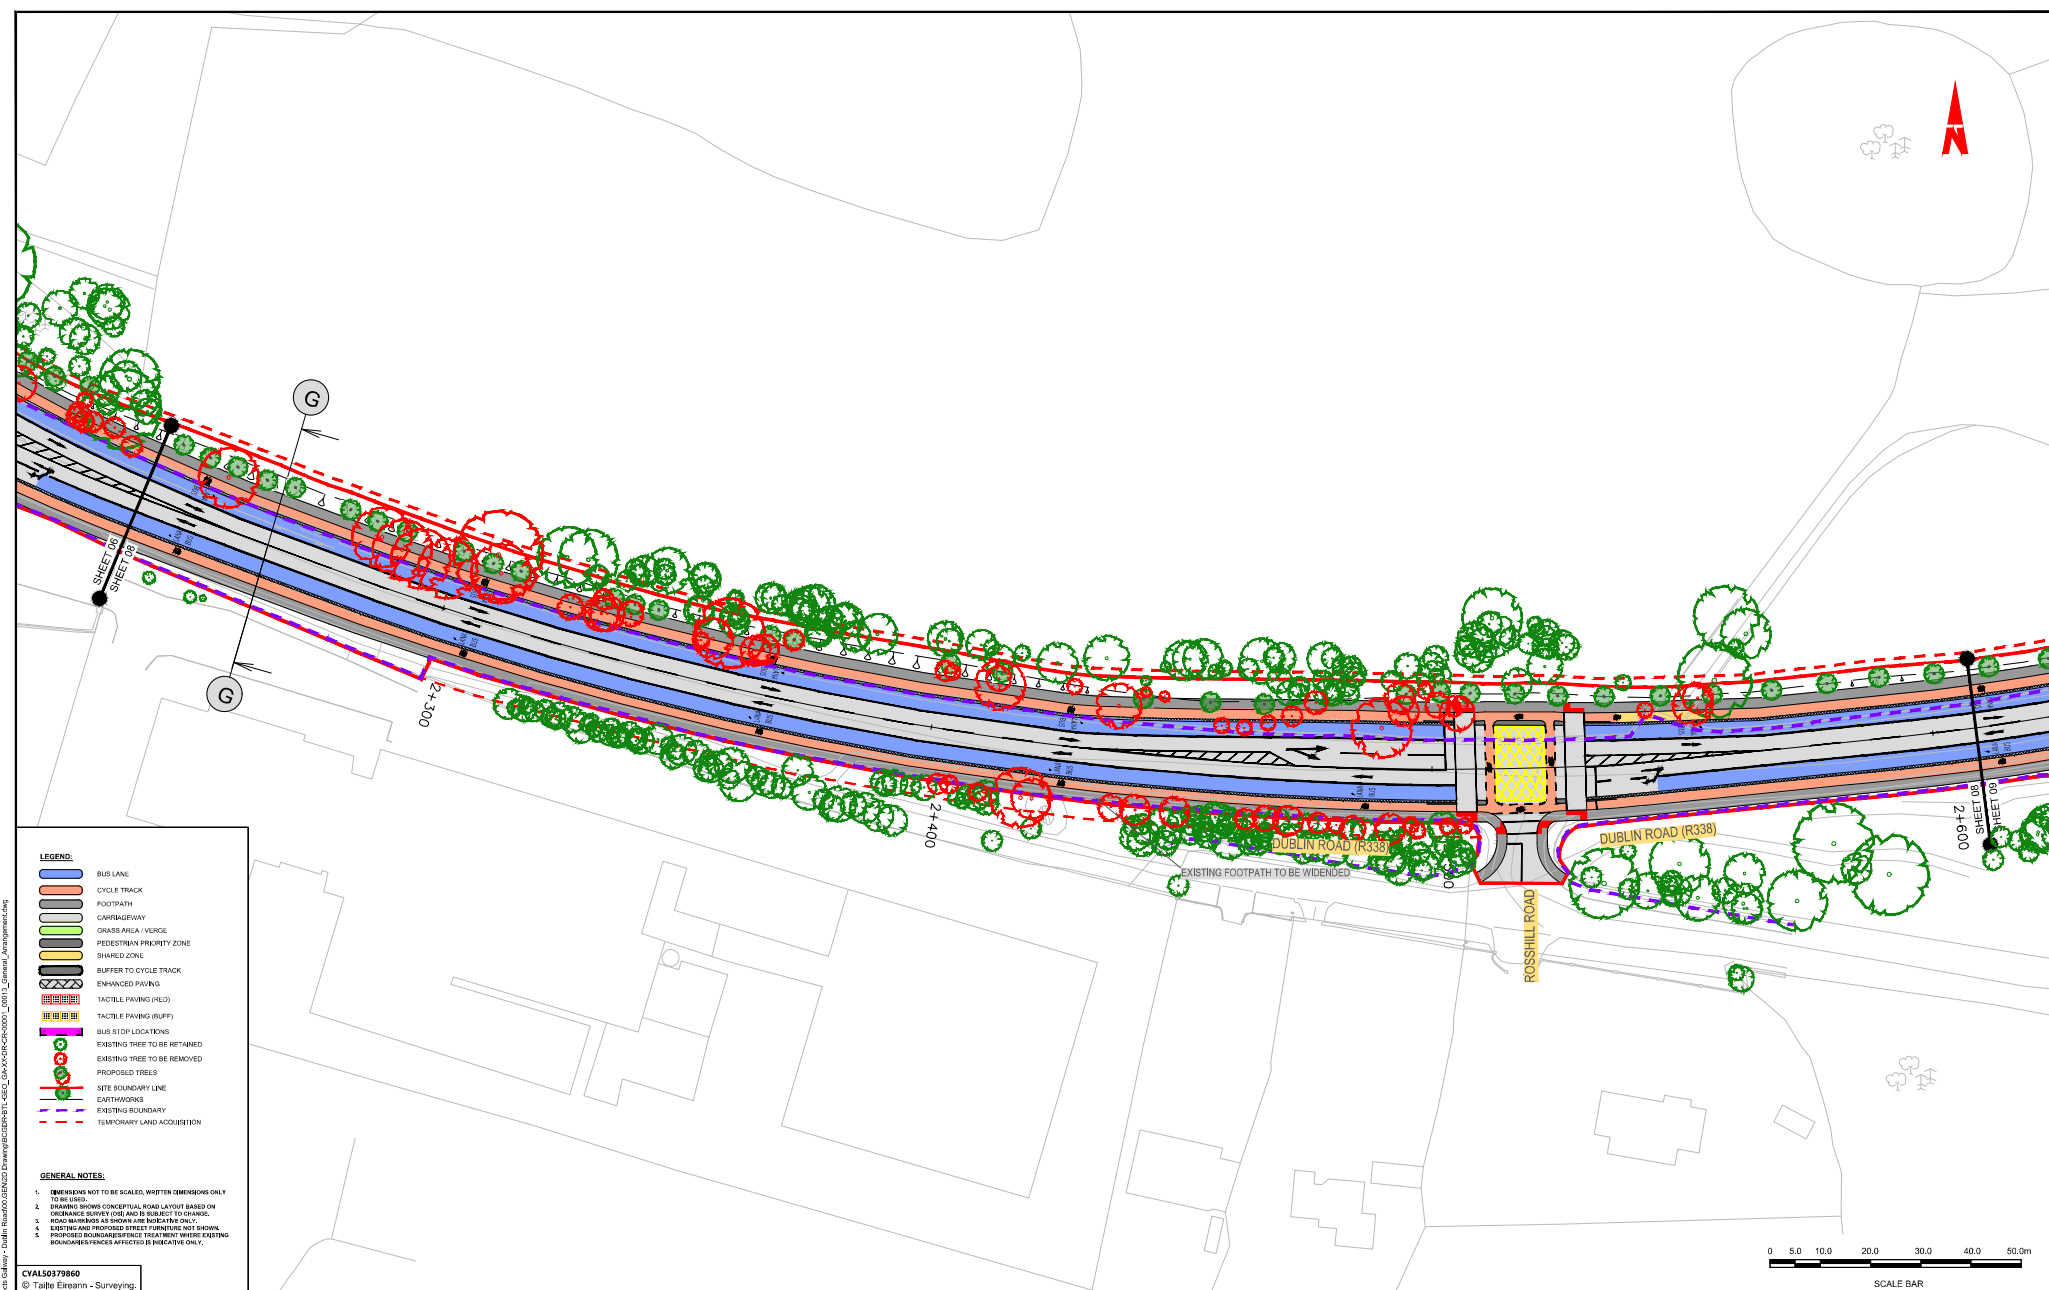 G
G
SHEET 06
SHEET 08
2+300
2+400
DUBLIN ROAD (R338)
EXISTING FOOTPATH TO BE WIDENDED
ROSSHILL ROAD
DUBLIN ROAD (R338)
2+600
SHEET 08
SHEET 09
N
BUS
LANA
LEGEND:
BUS LANE
CYCLE TRACK
FOOTPATH
CARRIAGEWAY
GRASS AREA / VERGE
PEDESTRIAN PRIORITY ZONE
SHARED ZONE
BUFFER TO CYCLE TRACK
ENHANCED PAVING
TACTILE PAVING (RED)
TACTILE PAVING (BUFF)
BUS STOP LOCATIONS
EXISTING TREE TO BE RETAINED
EXISTING TREE TO BE REMOVED
PROPOSED TREES
SITE BOUNDARY LINE
EARTHWORKS
EXISTING BOUNDARY
TEMPORARY LAND ACQUISITION
GENERAL NOTES:
1. DIMENSIONS NOT TO BE SCALED, WRITTEN DIMENSIONS ONLY
TO BE USED.
2. DRAWING SHOWS CONCEPTUAL ROAD LAYOUT BASED ON
ORDINANCE SURVEY (OSI) AND IS SUBJECT TO CHANGE.
3. ROAD MARKINGS AS SHOWN ARE INDICATIVE ONLY.
4. EXISTING AND PROPOSED STREET FURNITURE NOT SHOWN.
5. PROPOSED BOUNDARIES/FENCE TREATMENT WHERE EXISTING
BOUNDARIES/FENCES AFFECTED IS INDICATIVE ONLY.
CYAL50379860
© Tailte Éireann - Surveying.
0 5.0 10.0 20.0 30.0 40.0 50.0m
SCALE BAR